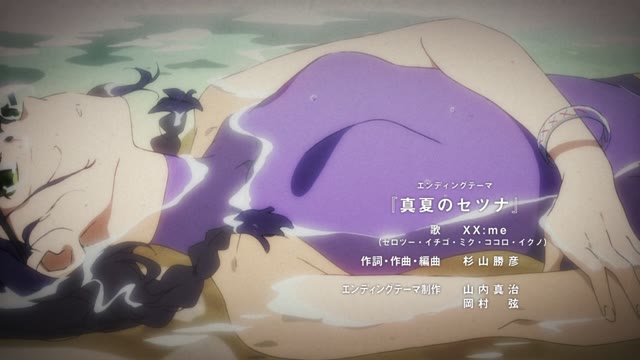 エンディングテーマ
『真夏のセツナ』
歌 XX:me
(ゼロツー・イチゴ・ミク・ココロ・イクノ)
作詞・作曲・編曲 杉山勝彦
エンディングテーマ制作 山内真治
岡村 弦